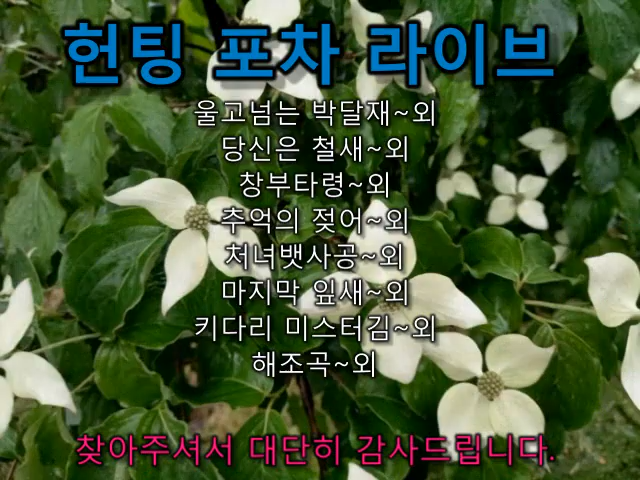 헌팅 포차 라이브
울고넘는 박달재~외
당신은 철새~외
창부타령~외
추억의 젖어~외
처녀뱃사공~외
마지막 잎새~외
키다리 미스터김~외
해조곡~외
찾아주셔서 대단히 감사드립니다.